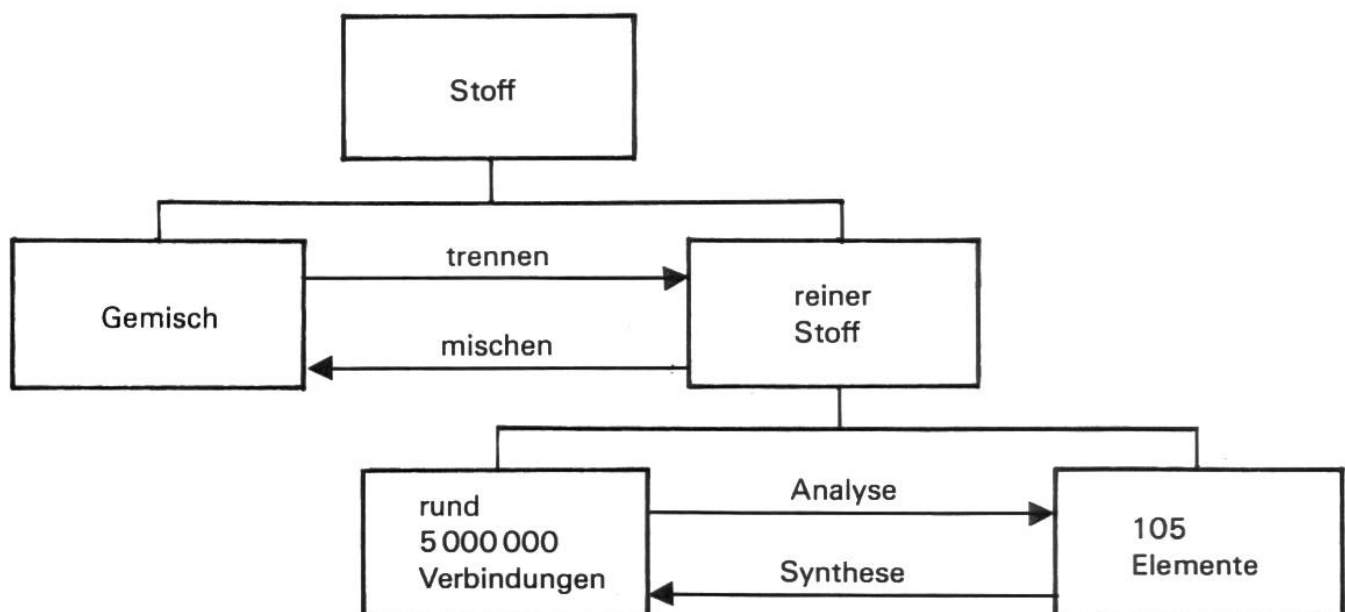 Stoff
trennen
Gemisch
reiner
Stoff
mischen
rund
5 000 000
Verbindungen
Analyse
105
Elemente
Synthese